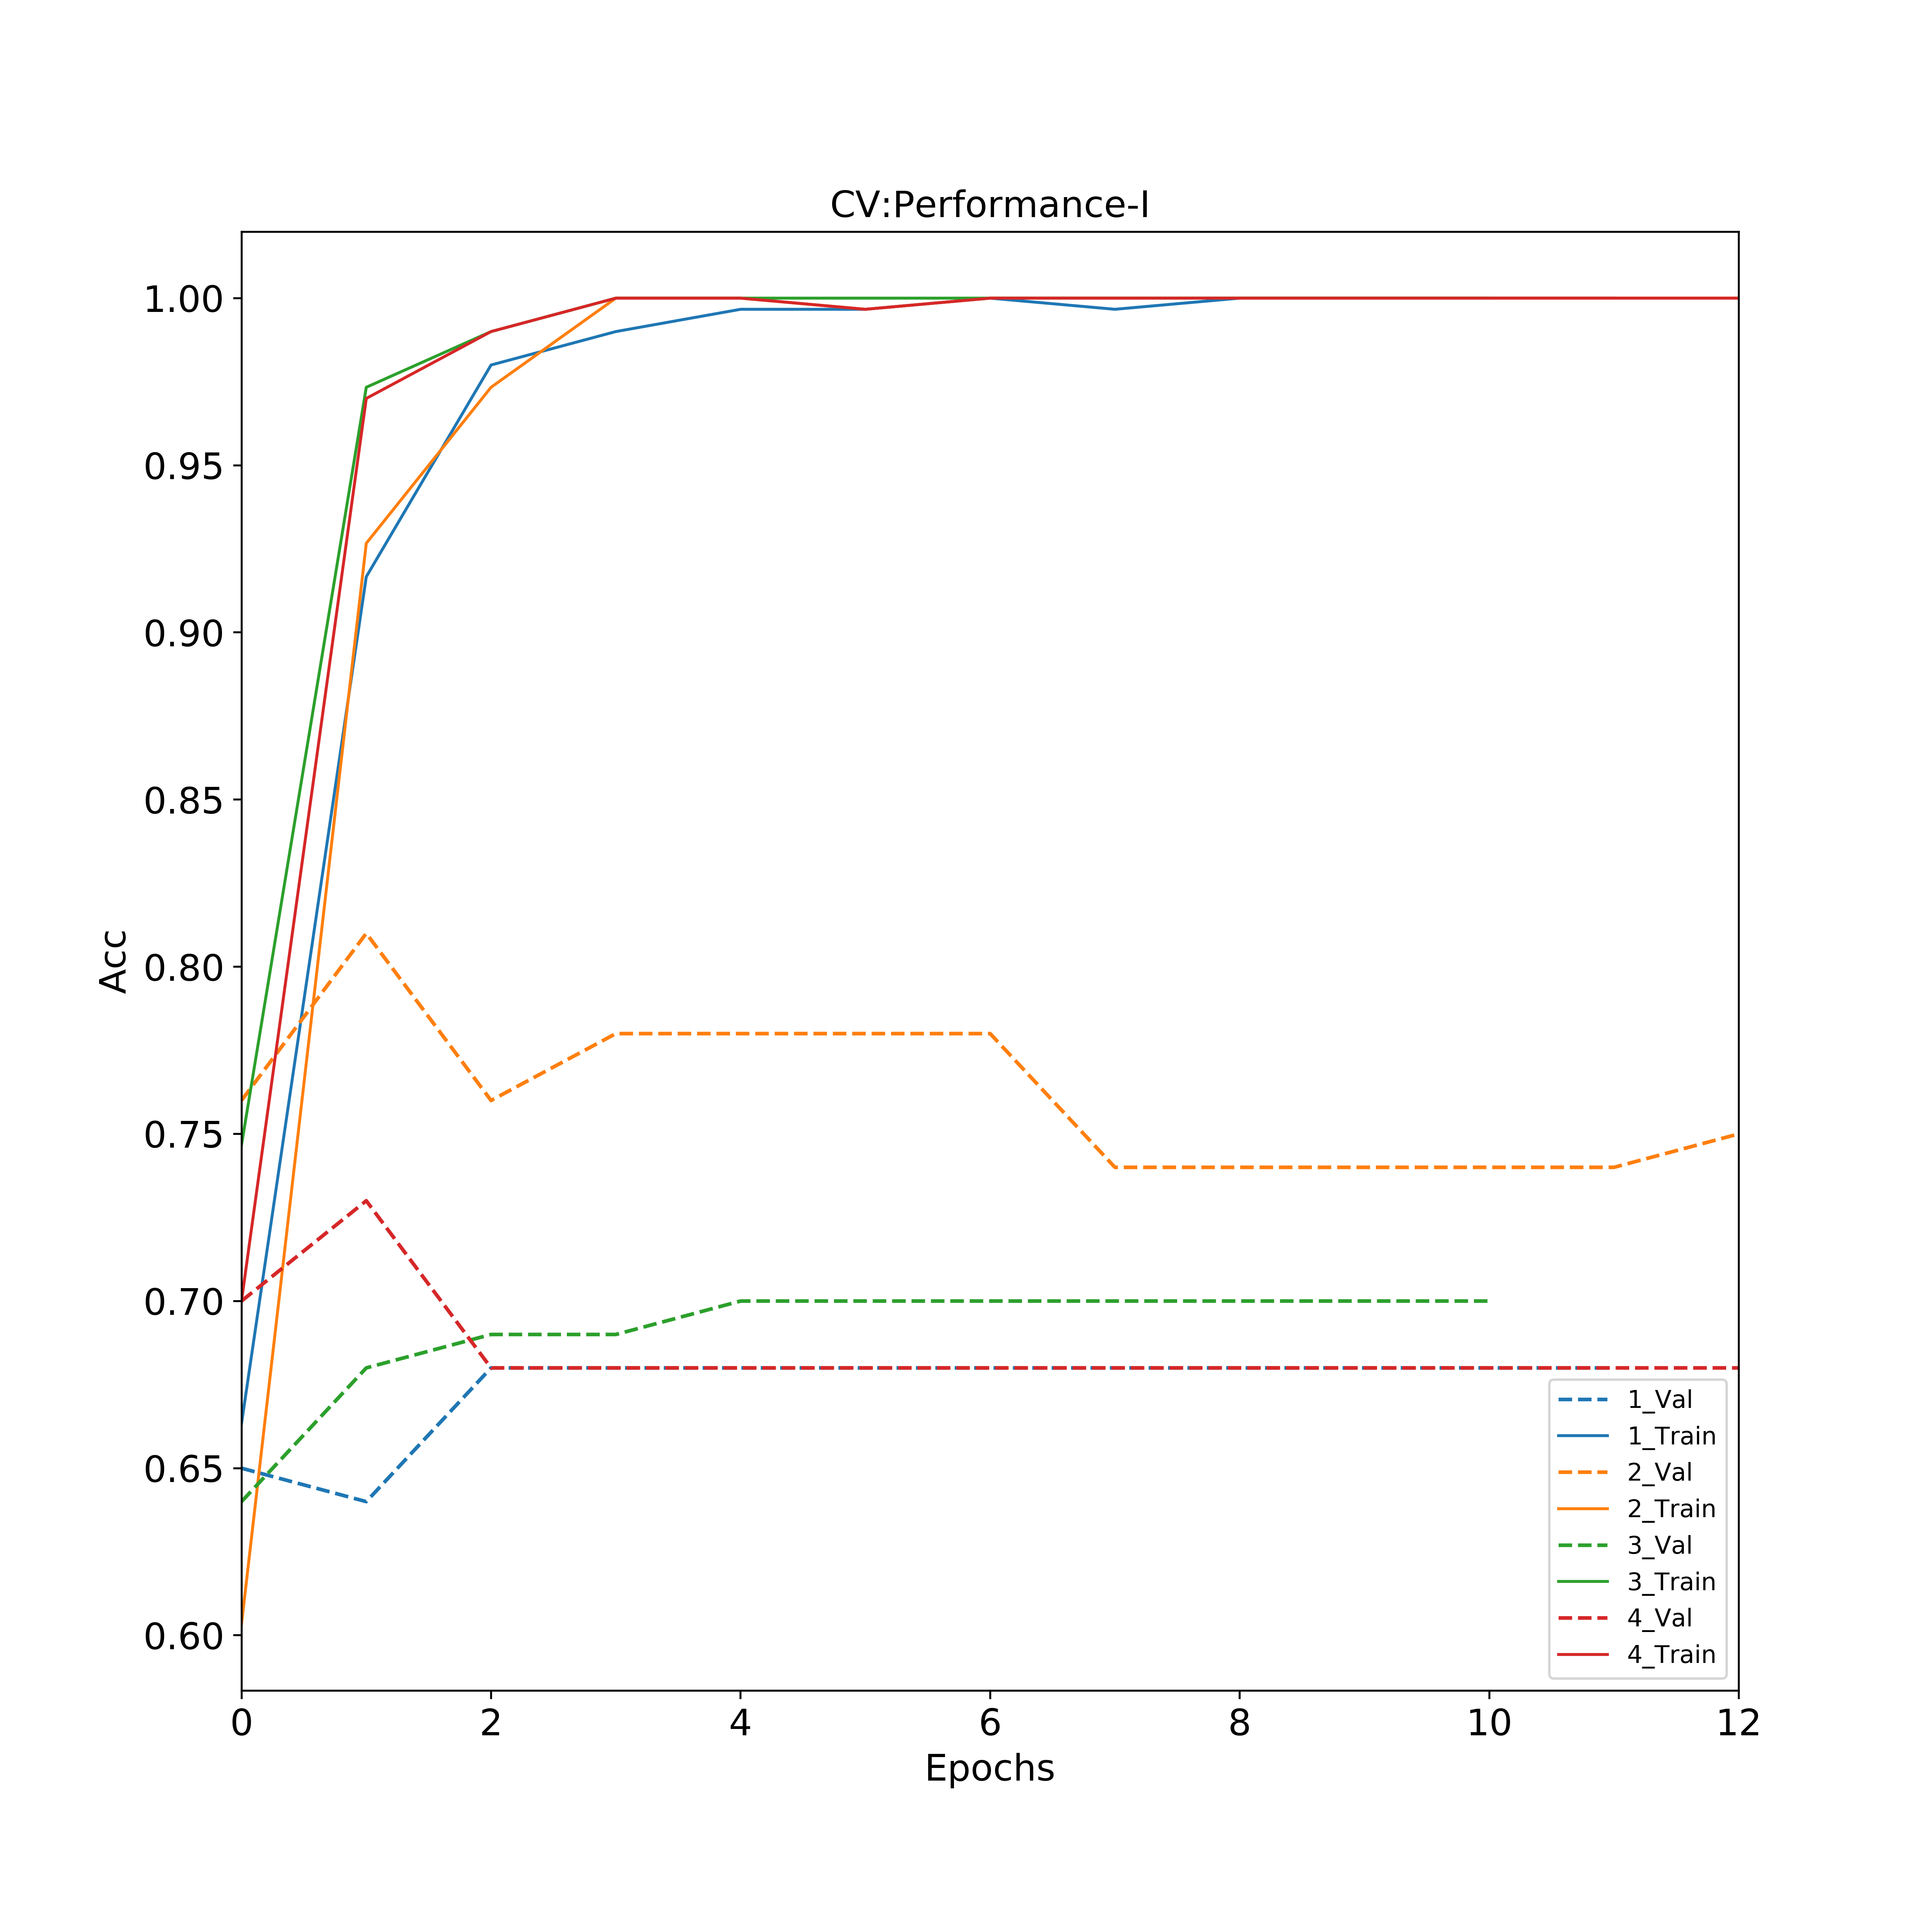 CV:Performance-I
1.00
0.95
0.90
0.85
0.80
0.75
0.70
0.65
0.60
Acc
0 2 4 6 8 10 12
Epochs
1_Val
1_Train
2_Val
2_Train
3_Val
3_Train
4_Val
4_Train